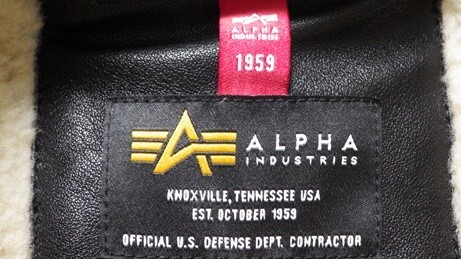 ALPHA
INDUSTRIES
1959
ALPHA
INDUSTRIES
KNOXVILLE, TENNESSEE USA
EST. OCTOBER 1959
OFFICIAL U.S. DEFENSE DEPT. CONTRACTOR